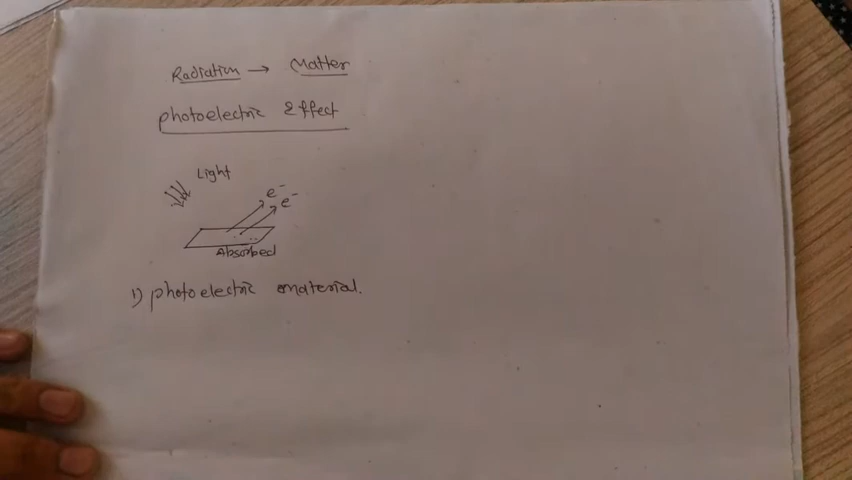 Radiation → Matter
photoelectric Effect
Light
e⁻
e⁻
Absorbed
1) photoelectric material.